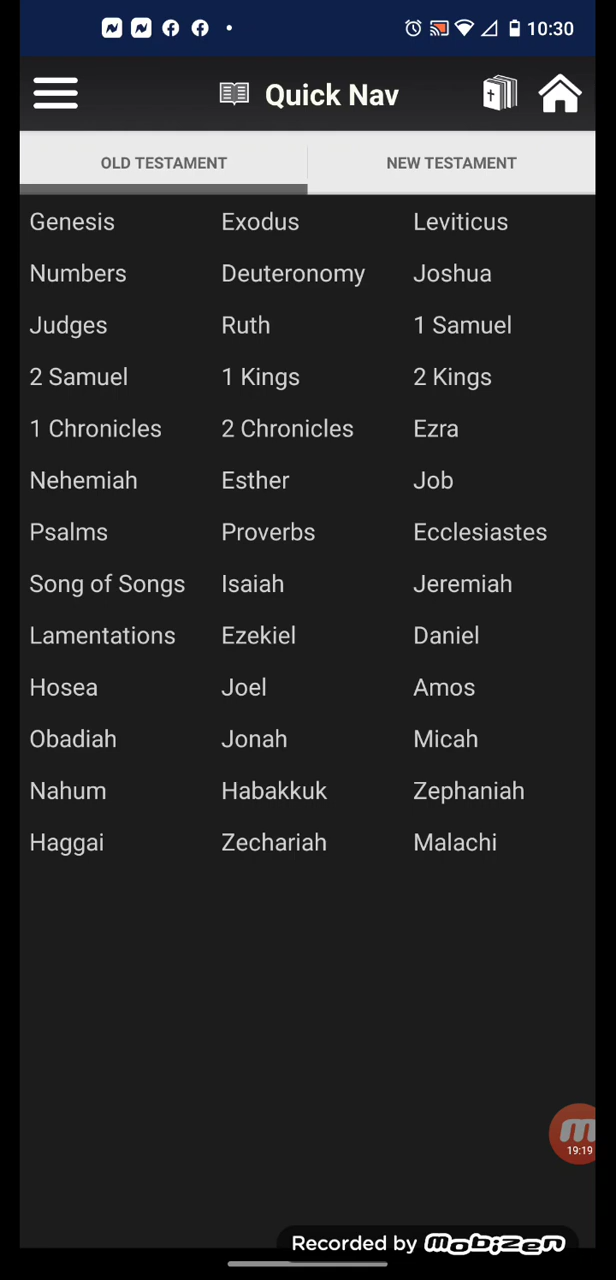 10:30
Quick Nav
OLD TESTAMENT NEW TESTAMENT
Genesis Exodus Leviticus
Numbers Deuteronomy Joshua
Judges Ruth 1 Samuel
2 Samuel 1 Kings 2 Kings
1 Chronicles 2 Chronicles Ezra
Nehemiah Esther Job
Psalms Proverbs Ecclesiastes
Song of Songs Isaiah Jeremiah
Lamentations Ezekiel Daniel
Hosea Joel Amos
Obadiah Jonah Micah
Nahum Habakkuk Zephaniah
Haggai Zechariah Malachi
19:19
Recorded by mobizen